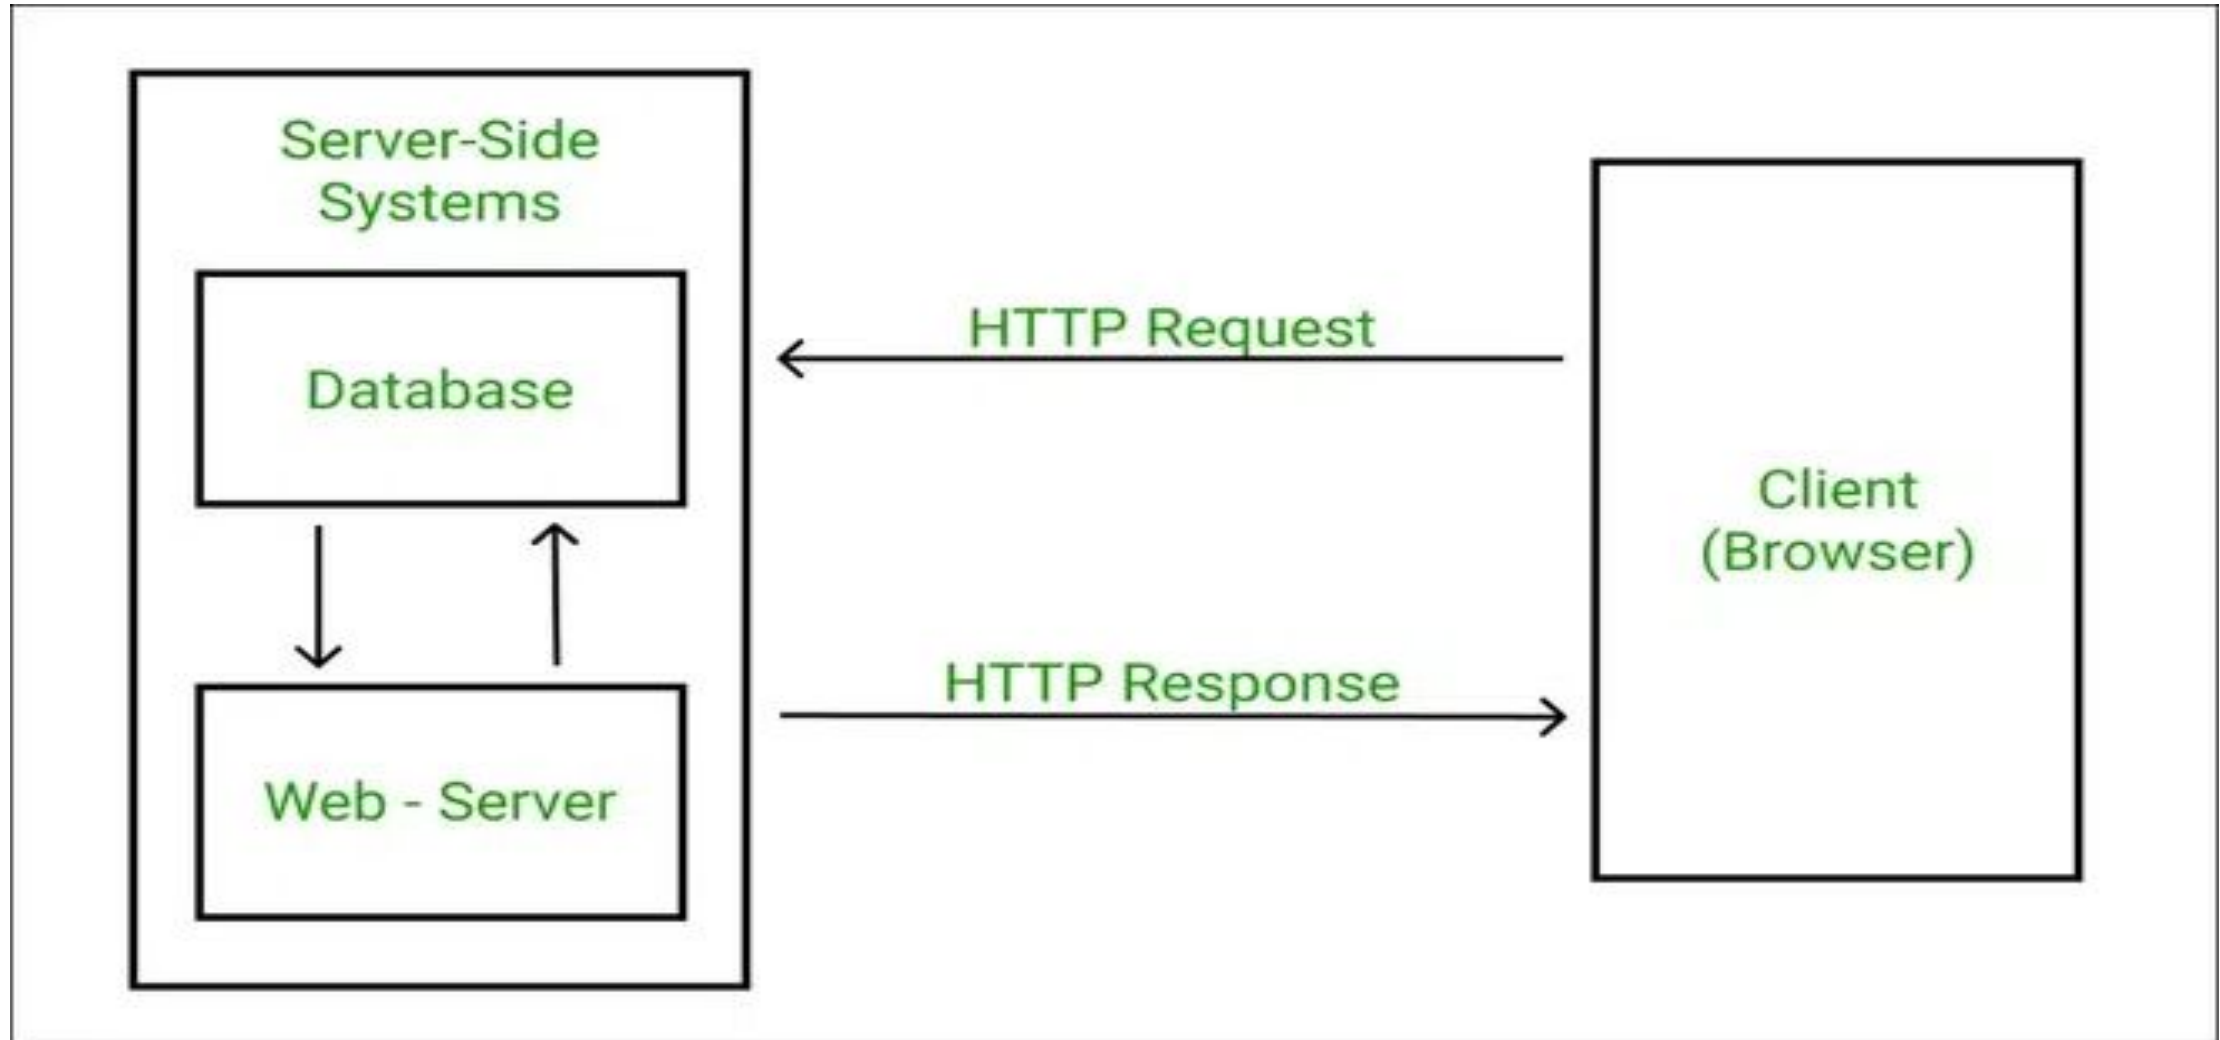 Server-Side
Systems
Database
Web - Server
HTTP Request
HTTP Response
Client
(Browser)